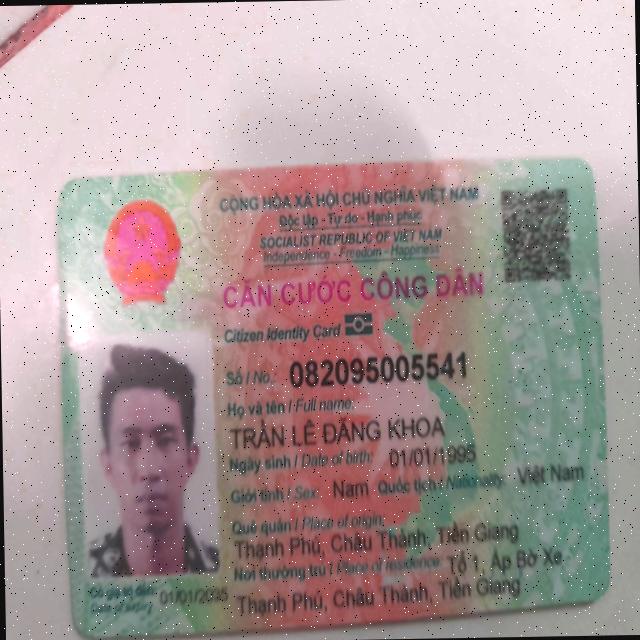 CỘNG HÒA XÃ HỘI CHỦ NGHĨA VIỆT NAM
Độc lập - Tự do - Hạnh phúc
SOCIALIST REPUBLIC OF VIET NAM
Independence - Freedom - Happiness
CĂN CƯỚC CÔNG DÂN
Citizen Identity Card
Số / No.: 082095005541
Họ và tên / Full name:
TRẦN LÊ ĐĂNG KHOA
Ngày sinh / Date of birth: 01/01/1995
Giới tính / Sex: Nam Quốc tịch / Nationality: Việt Nam
Quê quán / Place of origin:
Thạnh Phú, Châu Thành, Tiền Giang
Nơi thường trú / Place of residence: Tổ 1, Ấp Bờ Xe
Thạnh Phú, Châu Thành, Tiền Giang
Có giá trị đến: 01/01/2035
Date of expiry